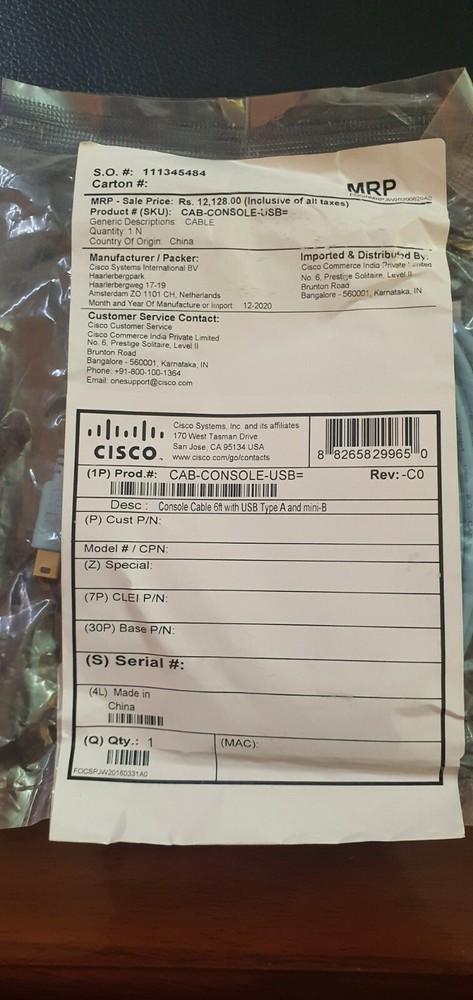 S.O. #: 111345484
Carton #:
MRP
MRP - Sale Price: Rs. 12,128.00 (Inclusive of all taxes)
Product # (SKU): CAB-CONSOLE-USB=
Generic Descriptions: CABLE
Quantity: 1 N
Country Of Origin: China
Manufacturer / Packer:
Cisco Systems International BV
Haarlerbergpark
Haarlerbergweg 17-19
Amsterdam ZO 1101 CH, Netherlands
Month and Year Of Manufacture or Import: 12-2020
Imported & Distributed By:
Cisco Commerce India Private Limited
No. 6, Prestige Solitaire, Level II
Brunton Road
Bangalore - 560001, Karnataka, IN
Customer Service Contact:
Cisco Customer Service
Cisco Commerce India Private Limited
No. 6, Prestige Solitaire, Level II
Brunton Road
Bangalore - 560001, Karnataka, IN
Phone: +91-800-100-1364
Email: onesupport@cisco.com
CISCO
Cisco Systems, Inc. and its affiliates
170 West Tasman Drive
San Jose, CA 95134 USA
www.cisco.com/go/contacts
8 82658 29965 0
(1P) Prod.#: CAB-CONSOLE-USB= Rev: -C0
Desc : Console Cable 6ft with USB Type A and mini-B
(P) Cust P/N:
Model # / CPN:
(Z) Special:
(7P) CLEI P/N:
(30P) Base P/N:
(S) Serial #:
(4L) Made in
China
(Q) Qty.: 1
(MAC):
FOCSPJW20160331A0